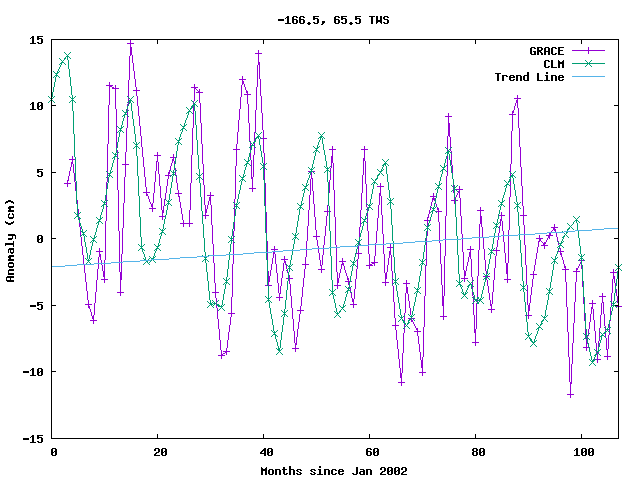 -166.5, 65.5 TWS
GRACE
CLM
Trend Line
Anomaly (cm)
15
10
5
0
-5
-10
-15
0 20 40 60 80 100
Months since Jan 2002